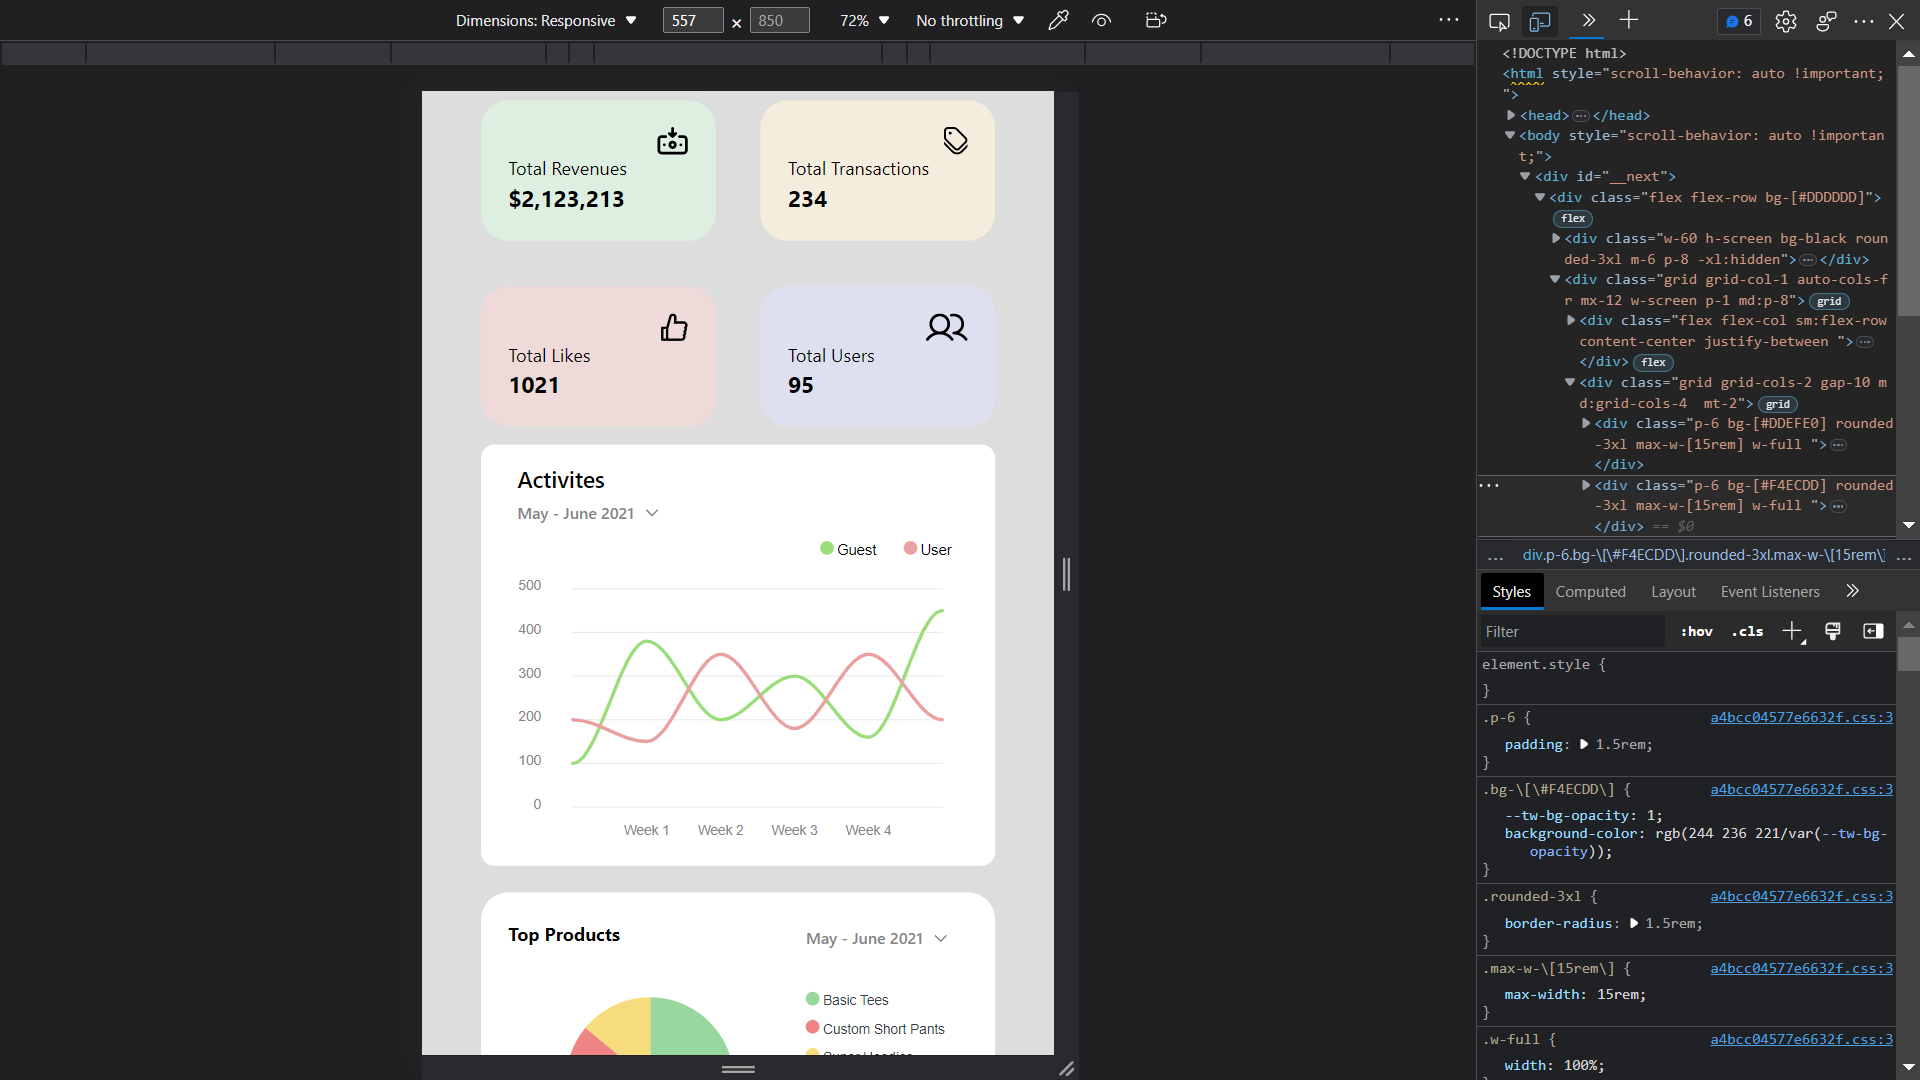 Dimensions: Responsive
557
×
850
72%
No throttling
6
Total Revenues
$2,123,213
Total Transactions
234
Total Likes
1021
Total Users
95
Activites
May - June 2021
Guest
User
500
400
300
200
100
0
Week 1
Week 2
Week 3
Week 4
Top Products
May - June 2021
Basic Tees
Custom Short Pants
<!DOCTYPE html>
<html style="scroll-behavior: auto !important;
">
<head>…</head>
<body style="scroll-behavior: auto !importan
t;">
<div id="__next">
<div class="flex flex-row bg-[#DDDDDD]">
flex
<div class="w-60 h-screen bg-black roun
ded-3xl m-6 p-8 -xl:hidden">…</div>
<div class="grid grid-col-1 auto-cols-f
r mx-12 w-screen p-1 md:p-8"> grid
<div class="flex flex-col sm:flex-row
content-center justify-between ">…
</div> flex
<div class="grid grid-cols-2 gap-10 m
d:grid-cols-4  mt-2"> grid
<div class="p-6 bg-[#DDEFE0] rounded
-3xl max-w-[15rem] w-full ">…
</div>
<div class="p-6 bg-[#F4ECDD] rounded
-3xl max-w-[15rem] w-full ">…
</div> == $0
… div.p-6.bg-\[\#F4ECDD\].rounded-3xl.max-w-\[15rem\] …
Styles
Computed
Layout
Event Listeners
Filter
:hov
.cls
element.style {
}
.p-6 {
a4bcc04577e6632f.css:3
padding: 1.5rem;
}
.bg-\[\#F4ECDD\] {
a4bcc04577e6632f.css:3
--tw-bg-opacity: 1;
background-color: rgb(244 236 221/var(--tw-bg-
opacity));
}
.rounded-3xl {
a4bcc04577e6632f.css:3
border-radius: 1.5rem;
}
.max-w-\[15rem\] {
a4bcc04577e6632f.css:3
max-width: 15rem;
}
.w-full {
a4bcc04577e6632f.css:3
width: 100%;